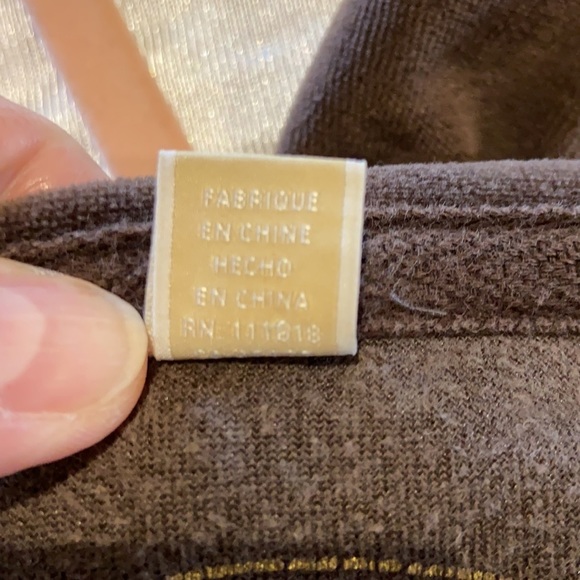 FABRIQUE
EN CHINE
HECHO
EN CHINA
RN. 111818